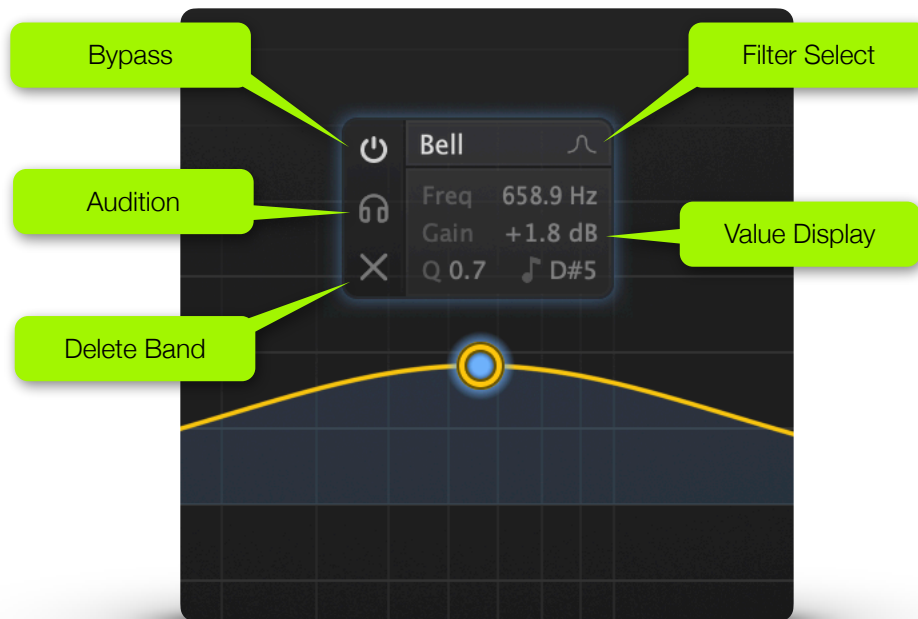 Bypass
Filter Select
Bell
Audition
Freq 658.9 Hz
Gain +1.8 dB
Value Display
Q 0.7 D#5
Delete Band